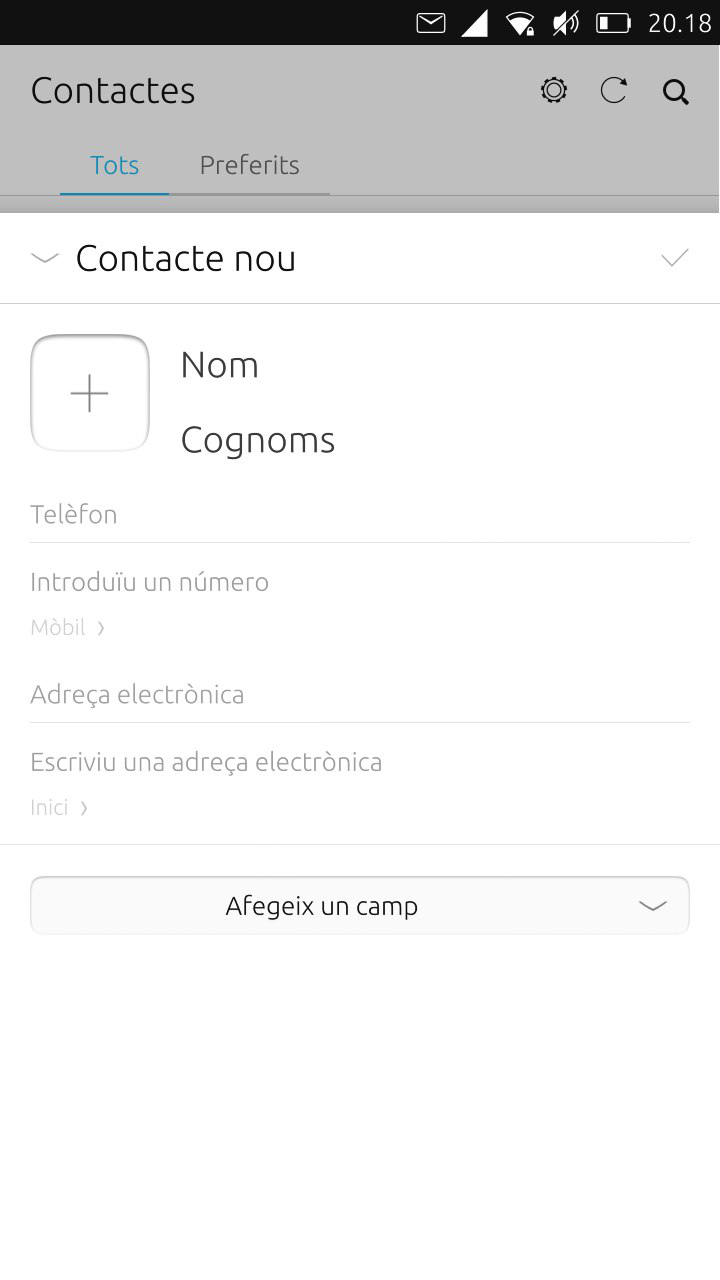 20.18
Contactes
Tots Preferits
Contacte nou
Nom
Cognoms
Telèfon
Introduïu un número
Mòbil ›
Adreça electrònica
Escriviu una adreça electrònica
Inici ›
Afegeix un camp